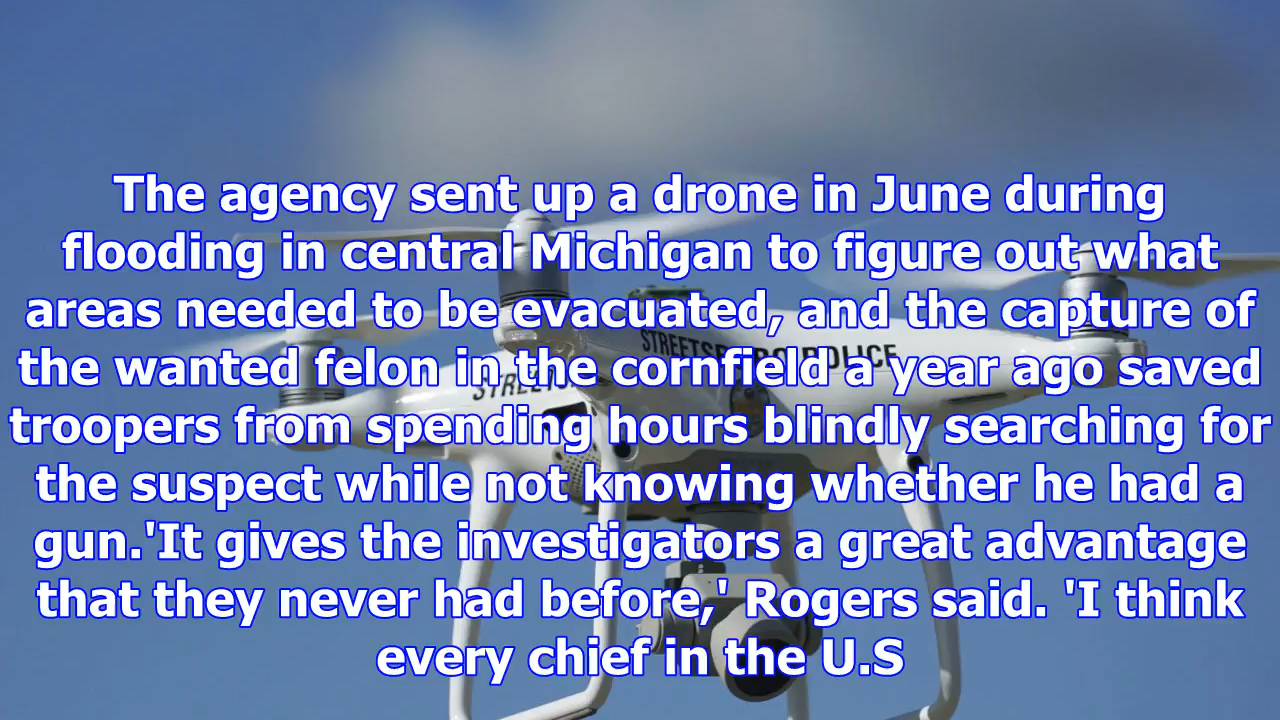 The agency sent up a drone in June during
flooding in central Michigan to figure out what
areas needed to be evacuated, and the capture of
the wanted felon in the cornfield a year ago saved
troopers from spending hours blindly searching for
the suspect while not knowing whether he had a
gun.'It gives the investigators a great advantage
that they never had before,' Rogers said. 'I think
every chief in the U.S
POLICE